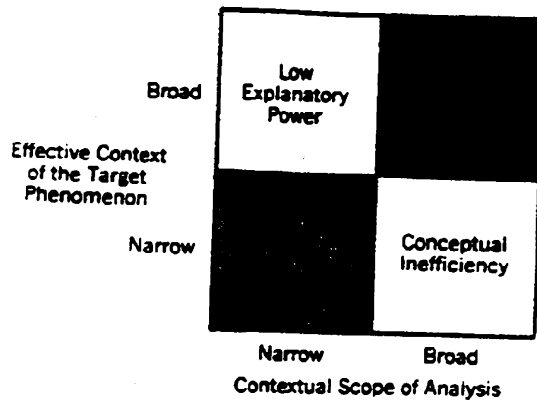 Low
Explanatory
Power
Broad
Effective Context
of the Target
Phenomenon
Narrow
Conceptual
Inefficiency
Narrow
Broad
Contextual Scope of Analysis